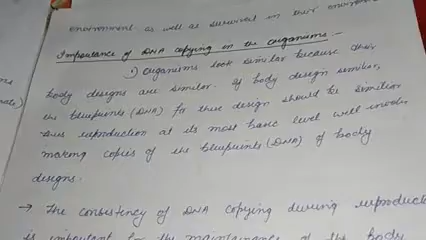 environment as well as survived in their environ
Importance of DNA copying in the organisms :-
1) Organisms look similar because their
body designs are similar. If body design similar,
the blueprints (DNA) for these design should be similar
thus reproduction at its most basic level will involve
making copies of the blueprints (DNA) of body
designs.
→ The consistency of DNA copying during reproduct
is important for the maintainance of the body